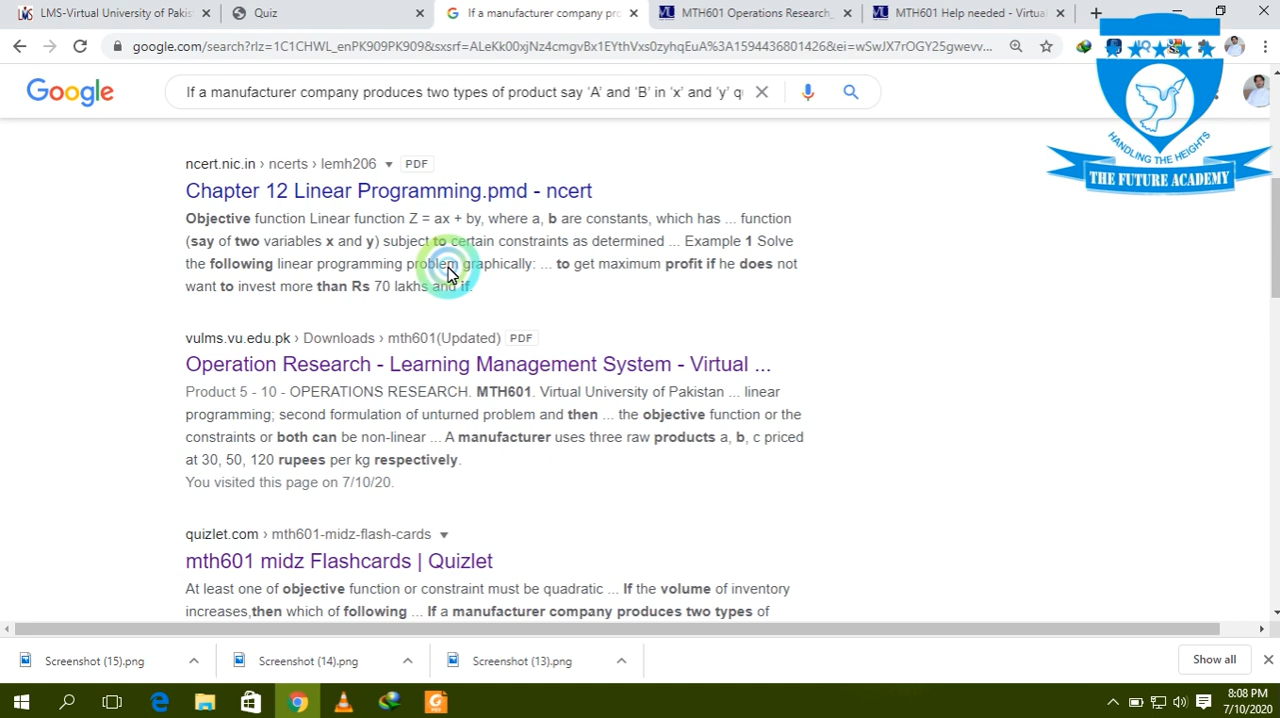 LMS-Virtual University of Pakis
Quiz
If a manufacturer company pro
MTH601 Operations Research_
MTH601 Help needed - Virtual
google.com/search?rlz=1C1CHWL_enPK909PK909&
HANDLING THE HEIGHTS
THE FUTURE ACADEMY
Google
If a manufacturer company produces two types of product say 'A' and 'B' in 'x' and 'y' q
ncert.nic.in › ncerts › lemh206 PDF
Chapter 12 Linear Programming.pmd - ncert
Objective function Linear function Z = ax + by, where a, b are constants, which has ... function
(say of two variables x and y) subject to certain constraints as determined ... Example 1 Solve
the following linear programming problem graphically: ... to get maximum profit if he does not
want to invest more than Rs 70 lakhs and if.
vulms.vu.edu.pk › Downloads › mth601(Updated) PDF
Operation Research - Learning Management System - Virtual ...
Product 5 - 10 - OPERATIONS RESEARCH. MTH601. Virtual University of Pakistan ... linear
programming; second formulation of unturned problem and then ... the objective function or the
constraints or both can be non-linear ... A manufacturer uses three raw products a, b, c priced
at 30, 50, 120 rupees per kg respectively.
You visited this page on 7/10/20.
quizlet.com › mth601-midz-flash-cards
mth601 midz Flashcards | Quizlet
At least one of objective function or constraint must be quadratic ... If the volume of inventory
increases,then which of following ... If a manufacturer company produces two types of
Screenshot (15).png
Screenshot (14).png
Screenshot (13).png
Show all
8:08 PM
7/10/2020